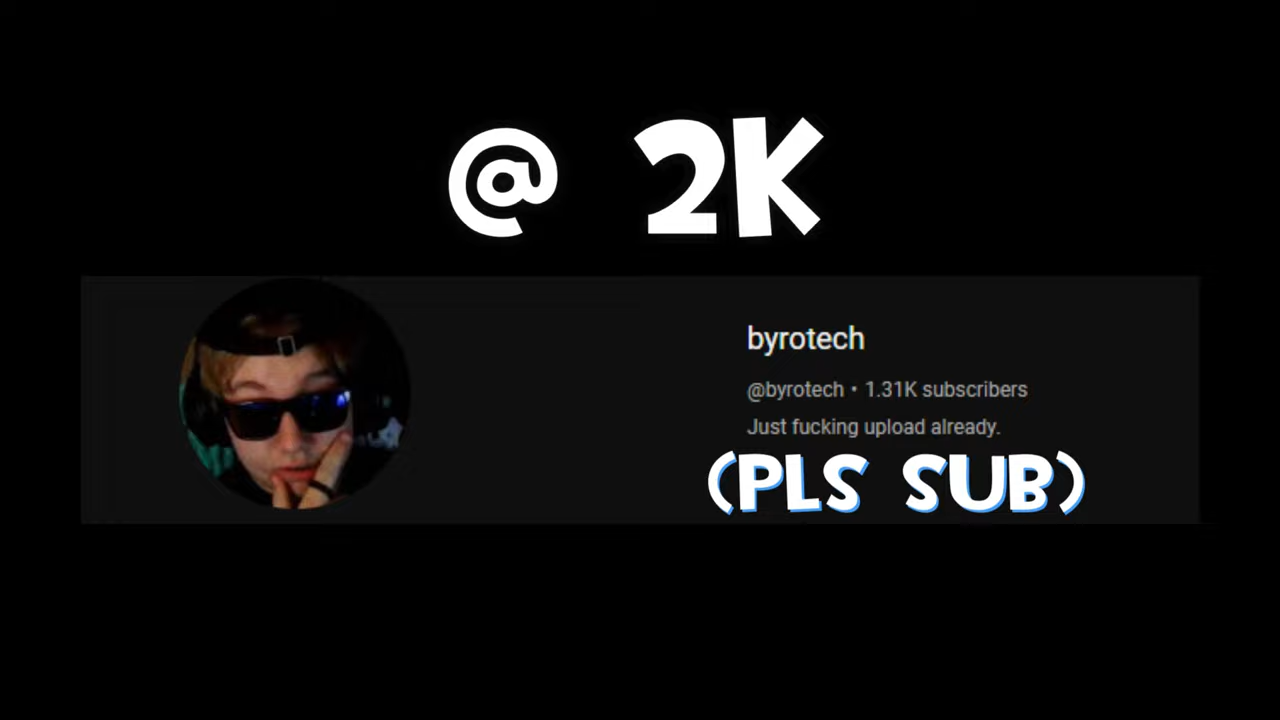 @ 2K
byrotech
@byrotech • 1.31K subscribers
Just fucking upload already.
(PLS SUB)